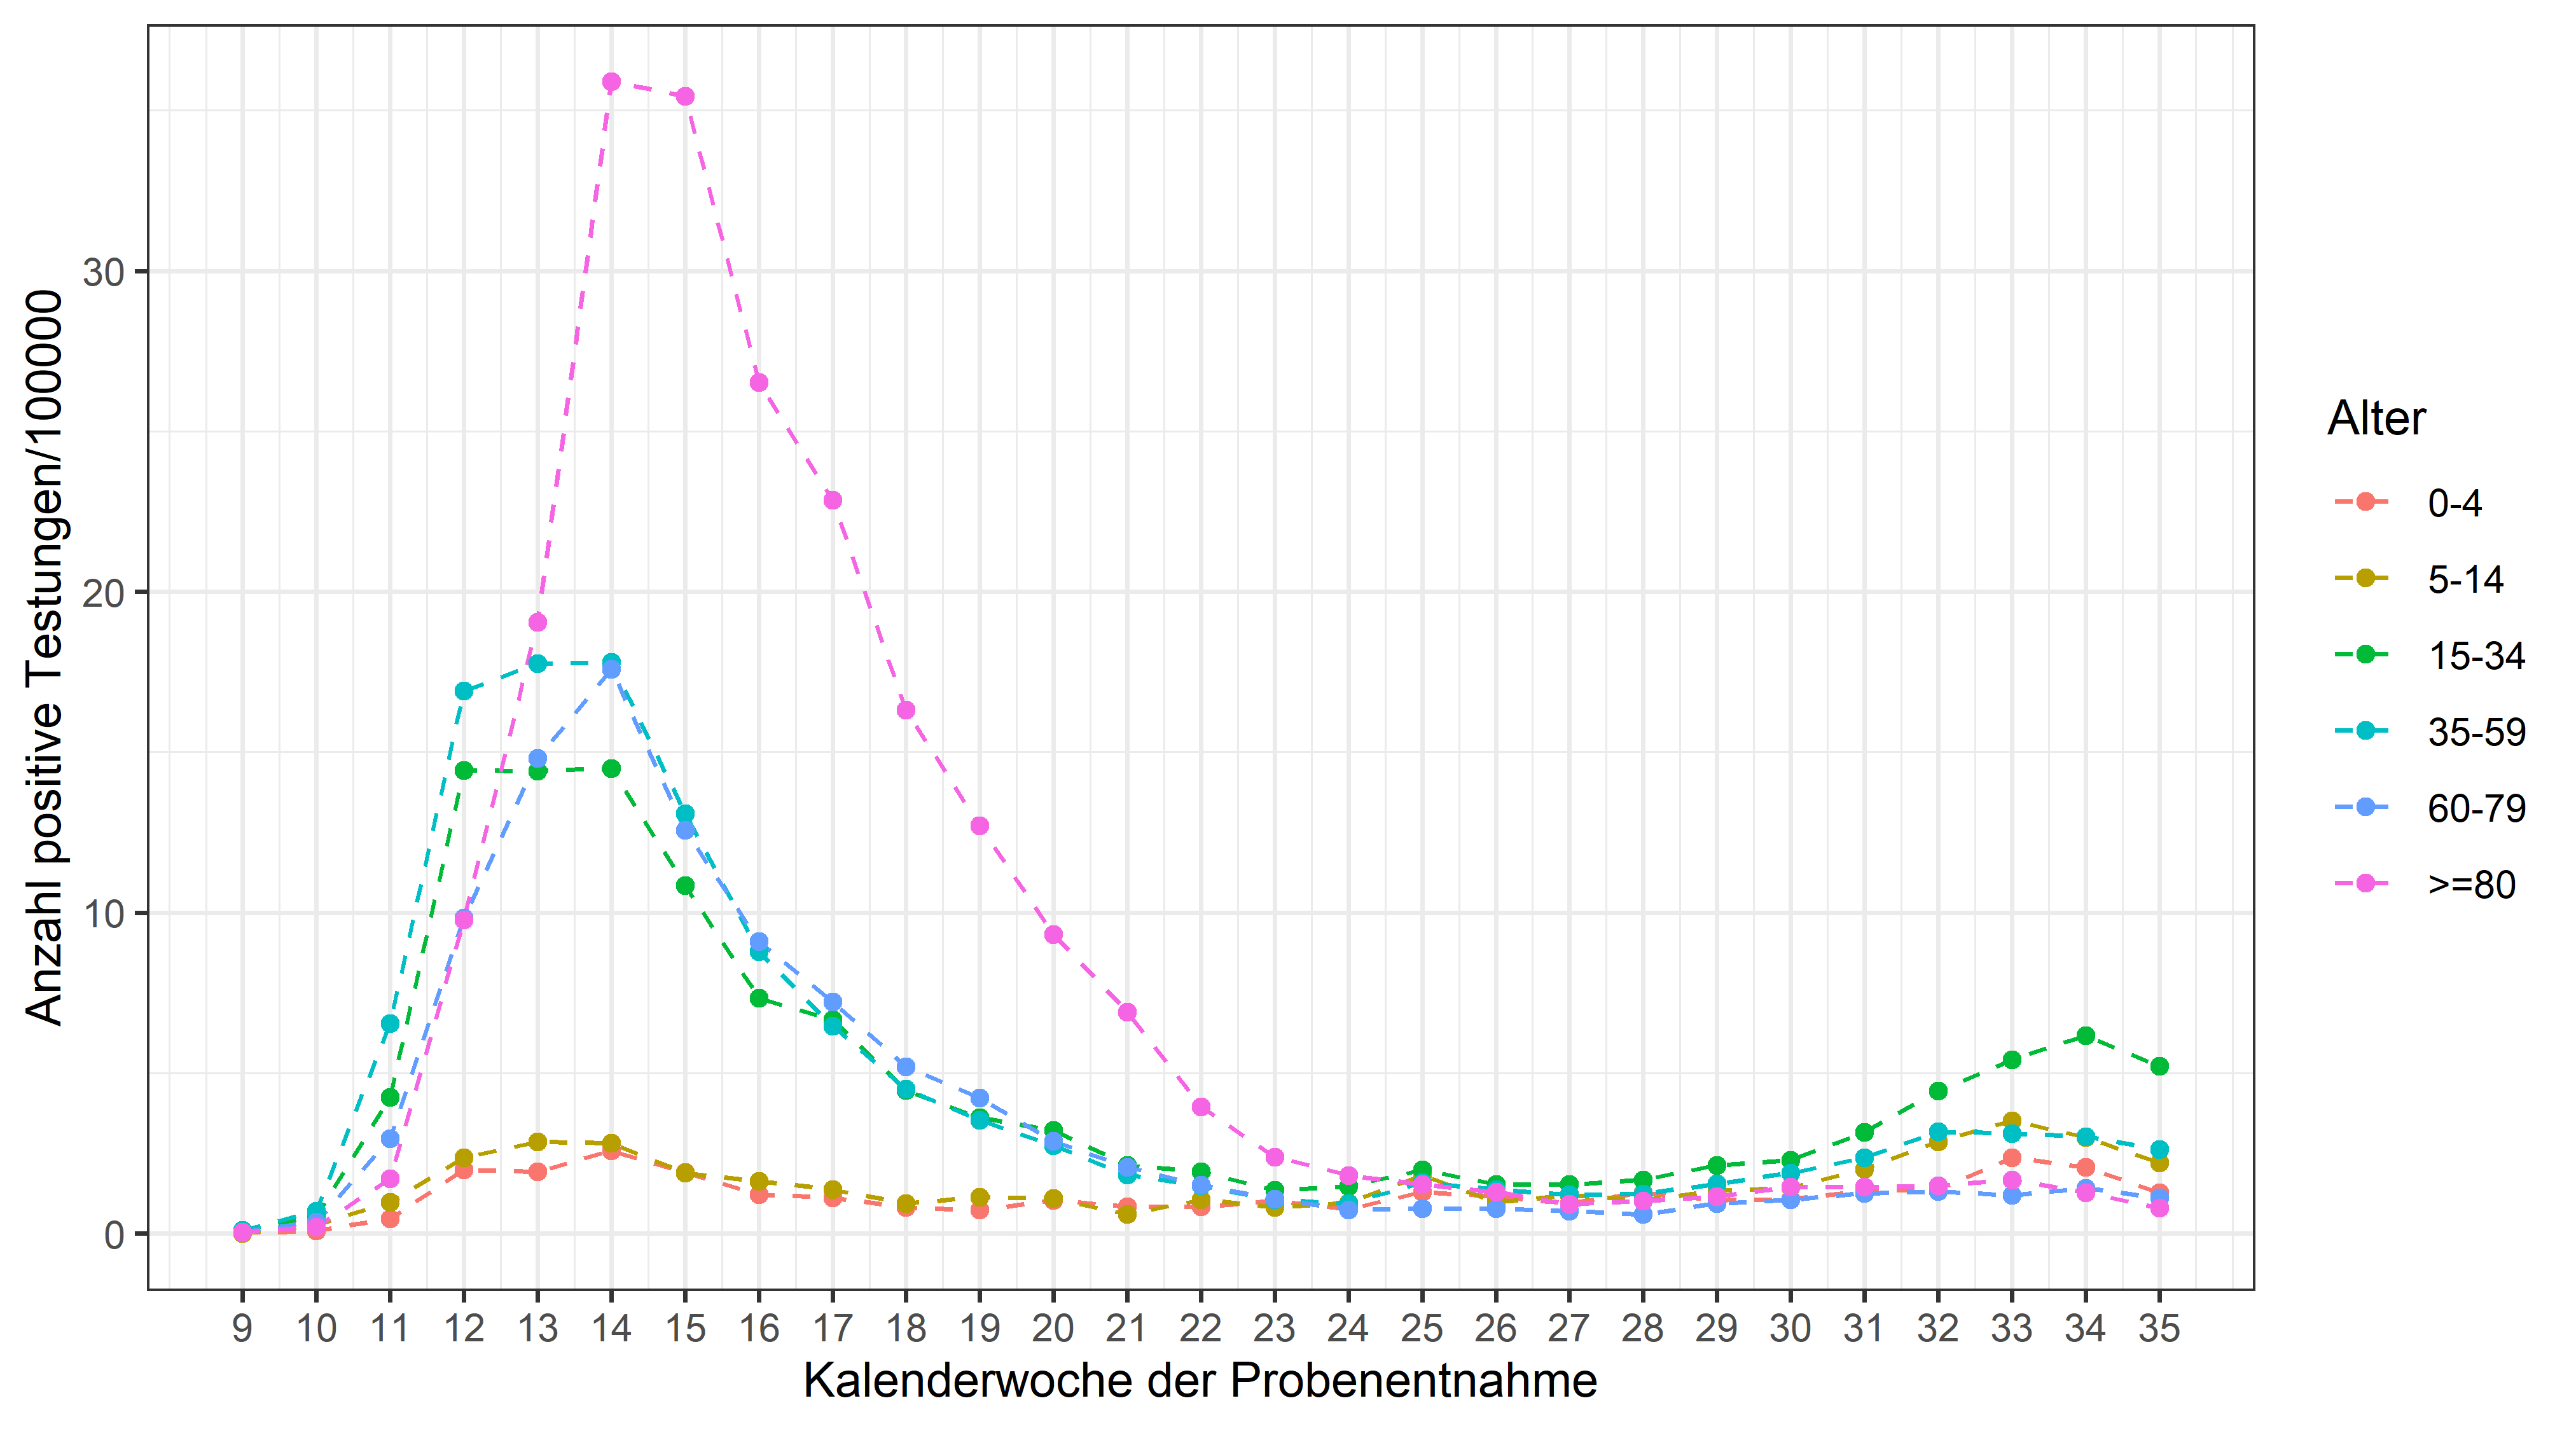 Anzahl positive Testungen/100000
30
20
10
0
9 10 11 12 13 14 15 16 17 18 19 20 21 22 23 24 25 26 27 28 29 30 31 32 33 34 35
Kalenderwoche der Probenentnahme
Alter
0-4
5-14
15-34
35-59
60-79
>=80